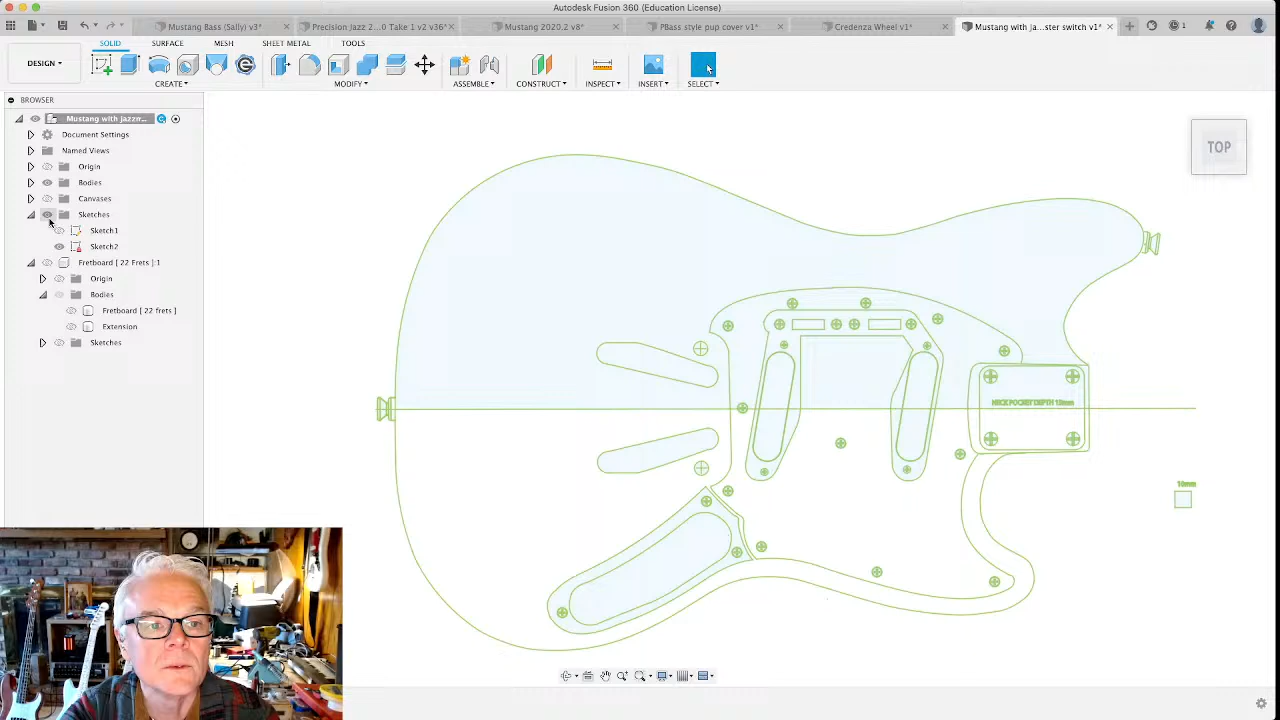 Autodesk Fusion 360 (Education License)
Mustang Bass (Sally) v3*
Precision Jazz 2...0 Take 1 v2 v36*
Mustang 2020.2 v8*
PBass style pup cover v1*
Credenza Wheel v1*
Mustang with ja...ster switch v1*
1
SOLID
SURFACE
MESH
SHEET METAL
TOOLS
DESIGN
CREATE
MODIFY
ASSEMBLE
CONSTRUCT
INSPECT
INSERT
SELECT
BROWSER
Mustang with jazzm...
Document Settings
Named Views
Origin
Bodies
Canvases
Sketches
Sketch1
Sketch2
Fretboard [ 22 Frets ]:1
Origin
Bodies
Fretboard [ 22 frets ]
Extension
Sketches
TOP
NECK POCKET DEPTH 15mm
10mm